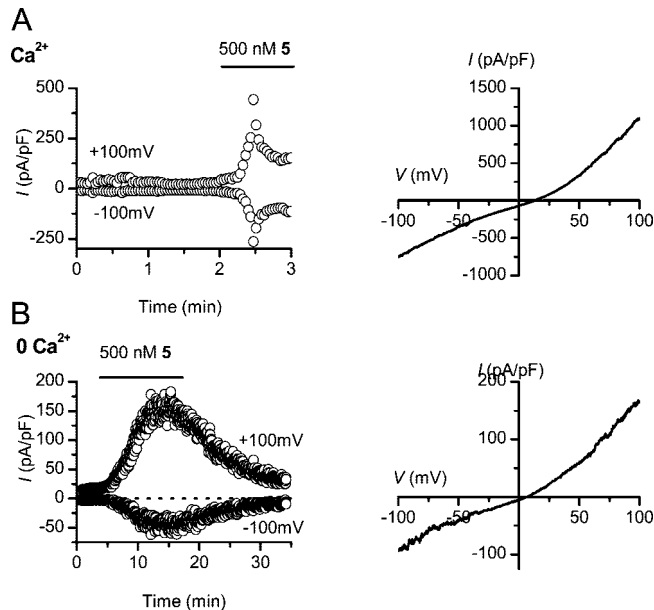 A
Ca²⁺
500 nM 5
I (pA/pF)
500
250
0
-250
+100mV
-100mV
0 1 2 3
Time (min)
I (pA/pF)
1500
1000
500
V (mV)
0
-100 -50 0 50 100
-500
-1000
B
0 Ca²⁺
500 nM 5
I (pA/pF)
200
150
100
50
0
-50
+100mV
-100mV
0 10 20 30
Time (min)
I (pA/pF)
200
100
V (mV)
0
-100 -50 50 100
-100